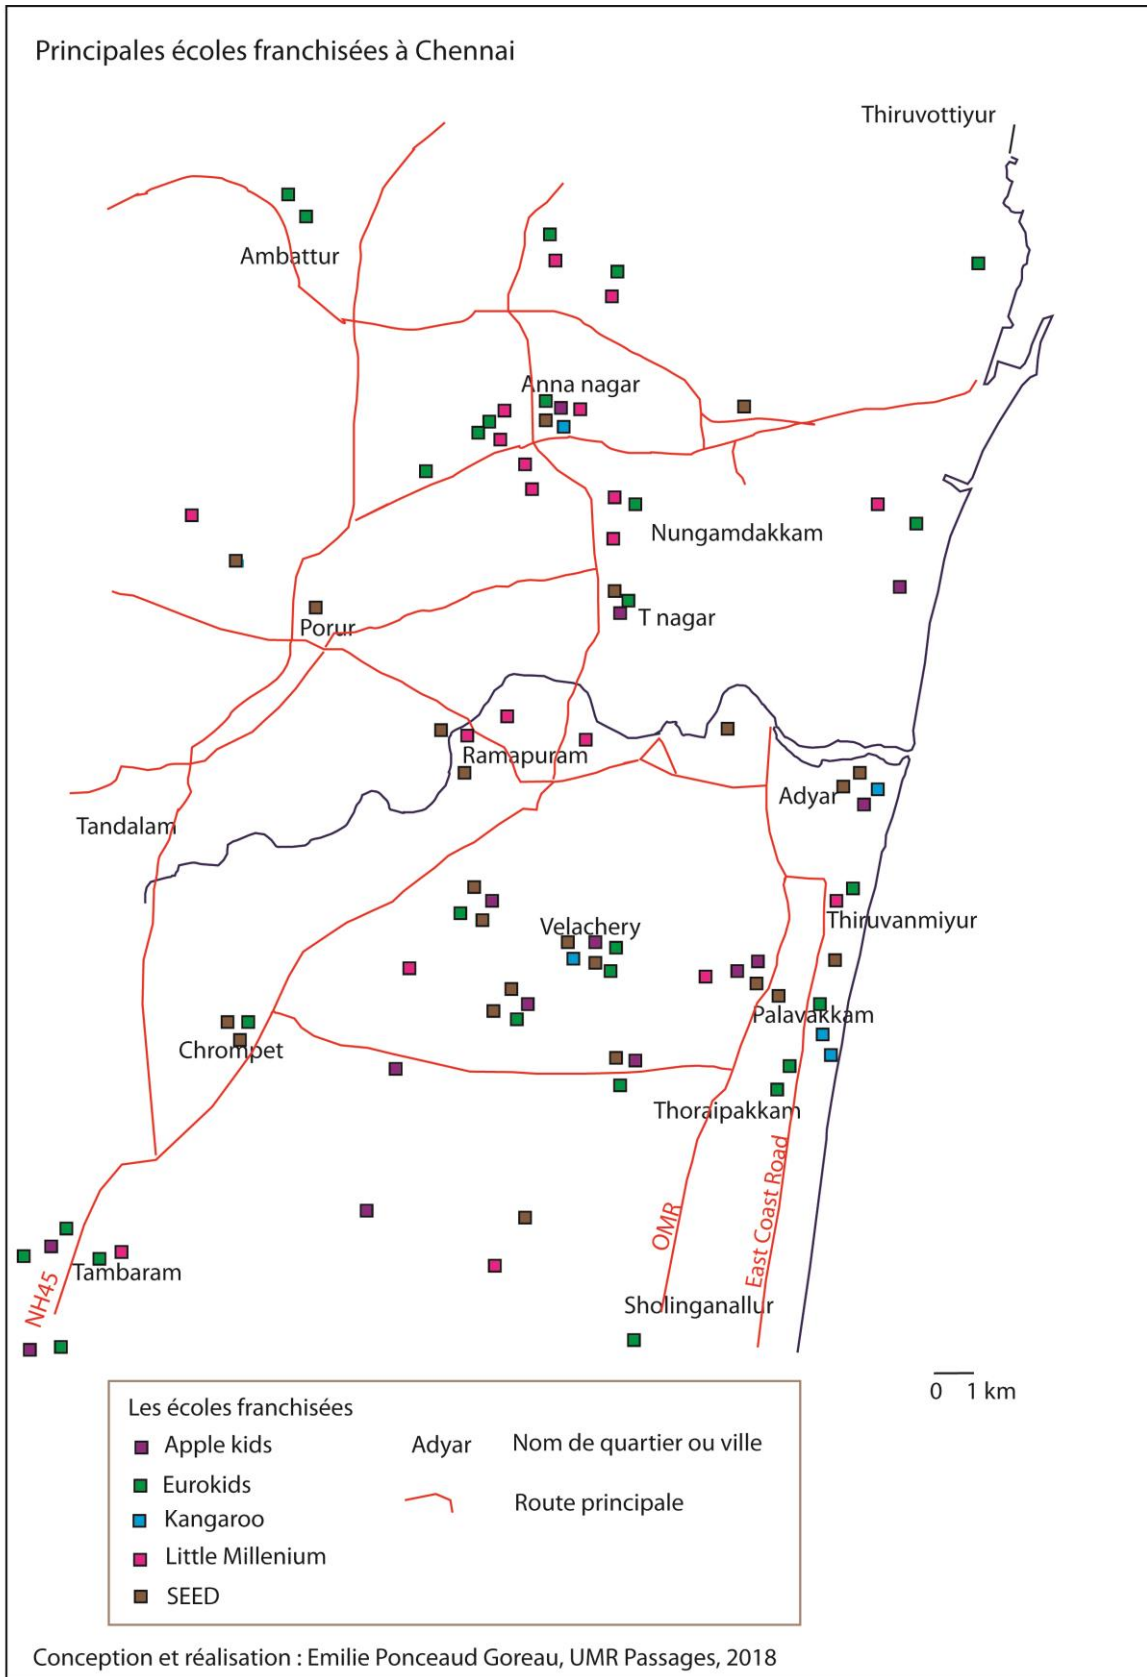 Principales écoles franchisées à Chennai
Thiruvottiyur
Ambattur
Anna nagar
Nungamdakkam
T nagar
Porur
Ramapuram
Adyar
Tandalam
Thiruvanmiyur
Velachery
Palavakkam
Chrompet
Thoraipakkam
OMR
East Coast Road
NH45
Tambaram
Sholinganallur
0 1 km
Les écoles franchisées
Apple kids
Eurokids
Kangaroo
Little Millenium
SEED
Adyar Nom de quartier ou ville
Route principale
Conception et réalisation : Emilie Ponceaud Goreau, UMR Passages, 2018